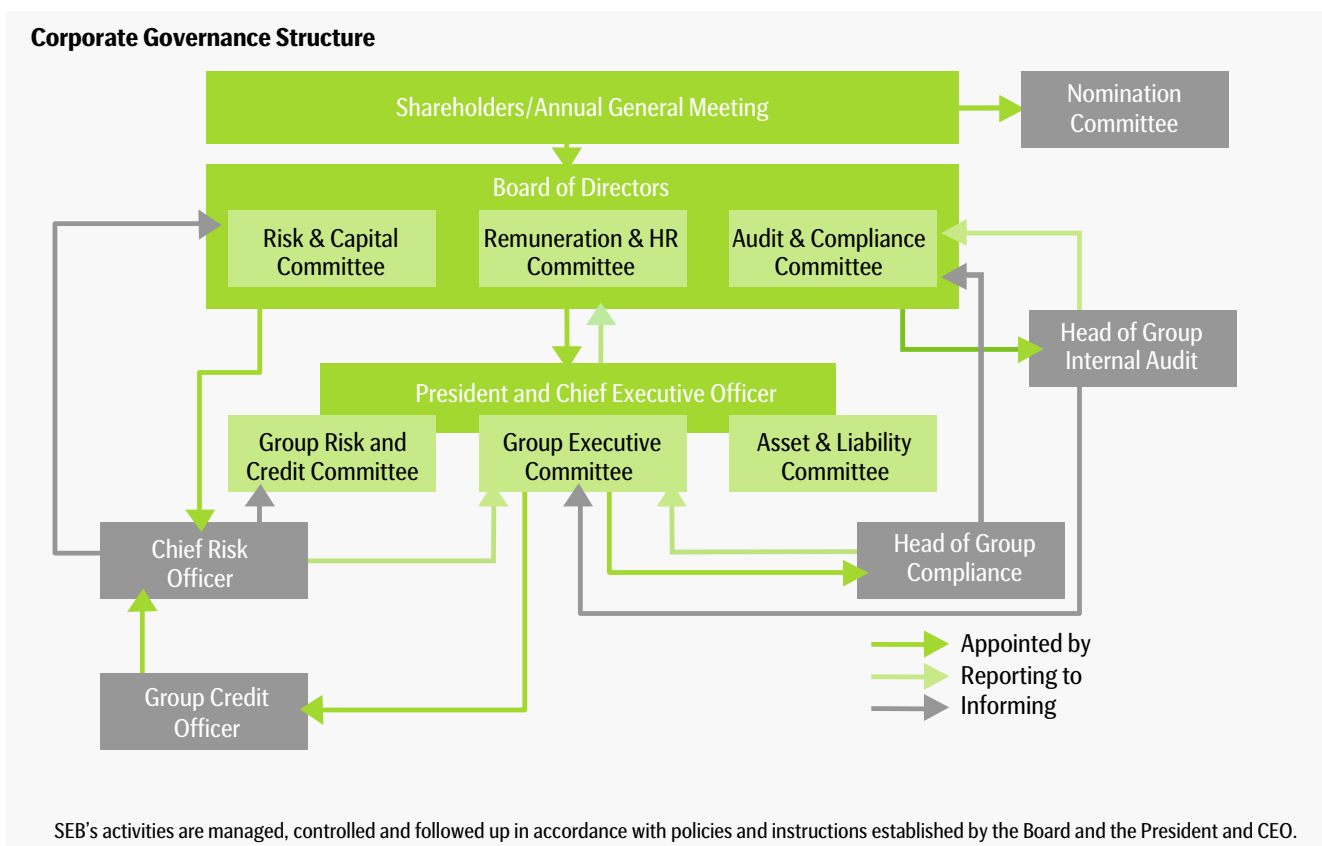 Corporate Governance Structure
Shareholders/Annual General Meeting
Nomination
Committee
Board of Directors
Risk & Capital
Committee
Remuneration & HR
Committee
Audit & Compliance
Committee
Head of Group
Internal Audit
President and Chief Executive Officer
Group Risk and
Credit Committee
Group Executive
Committee
Asset & Liability
Committee
Chief Risk
Officer
Head of Group
Compliance
Group Credit
Officer
Appointed by
Reporting to
Informing
SEB’s activities are managed, controlled and followed up in accordance with policies and instructions established by the Board and the President and CEO.